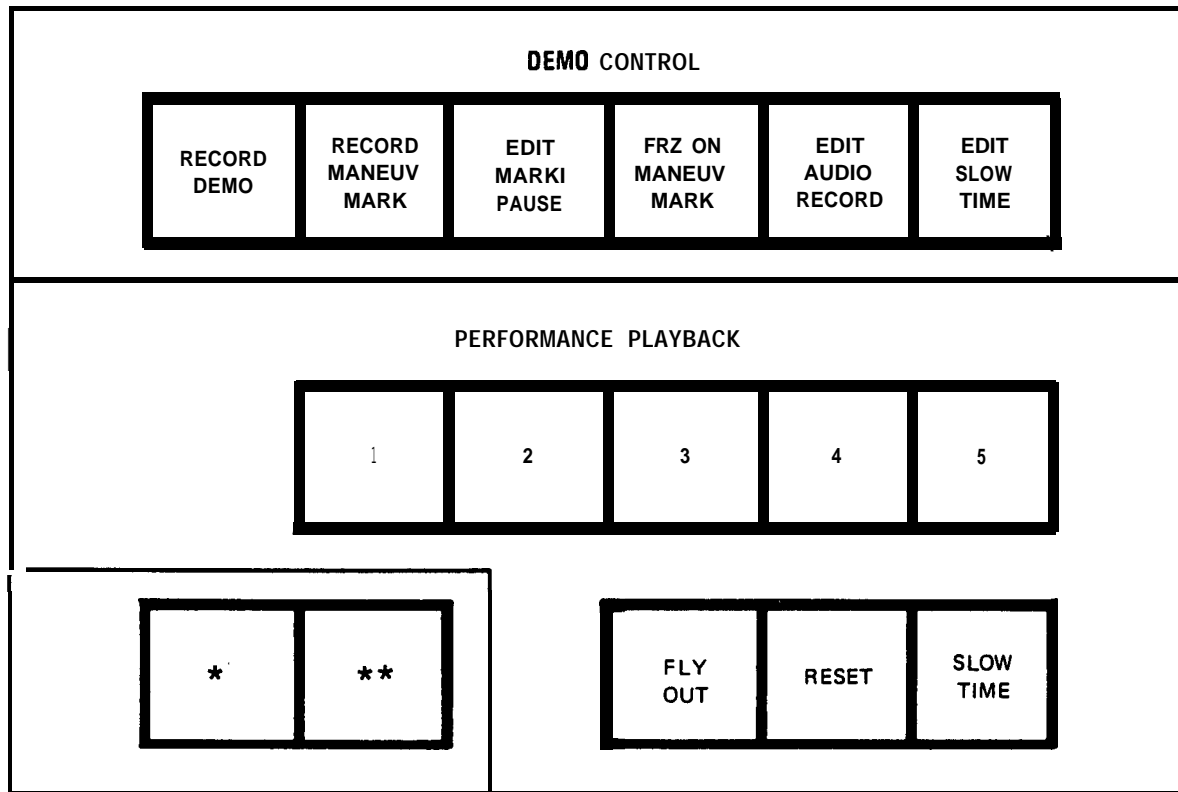 DEMO CONTROL
RECORD
DEMO
RECORD
MANEUV
MARK
EDIT
MARKI
PAUSE
FRZ ON
MANEUV
MARK
EDIT
AUDIO
RECORD
EDIT
SLOW
TIME
PERFORMANCE PLAYBACK
1
2
3
4
5
*
**
FLY
OUT
RESET
SLOW
TIME